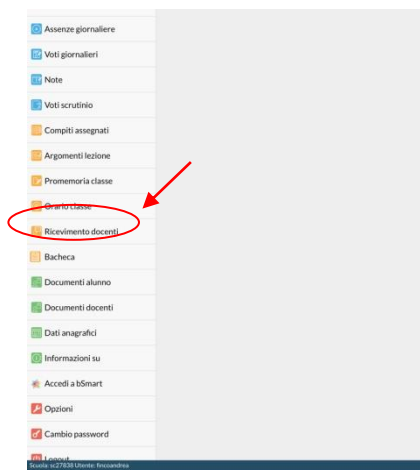 Assenze giornaliere
Voti giornalieri
Note
Voti scrutinio
Compiti assegnati
Argomenti lezione
Promemoria classe
Orario classe
Ricevimento docenti
Bacheca
Documenti alunno
Documenti docenti
Dati anagrafici
Informazioni su
Accedi a bSmart
Opzioni
Cambio password
Logout
Scuola: sc27838 Utente: fincoandrea